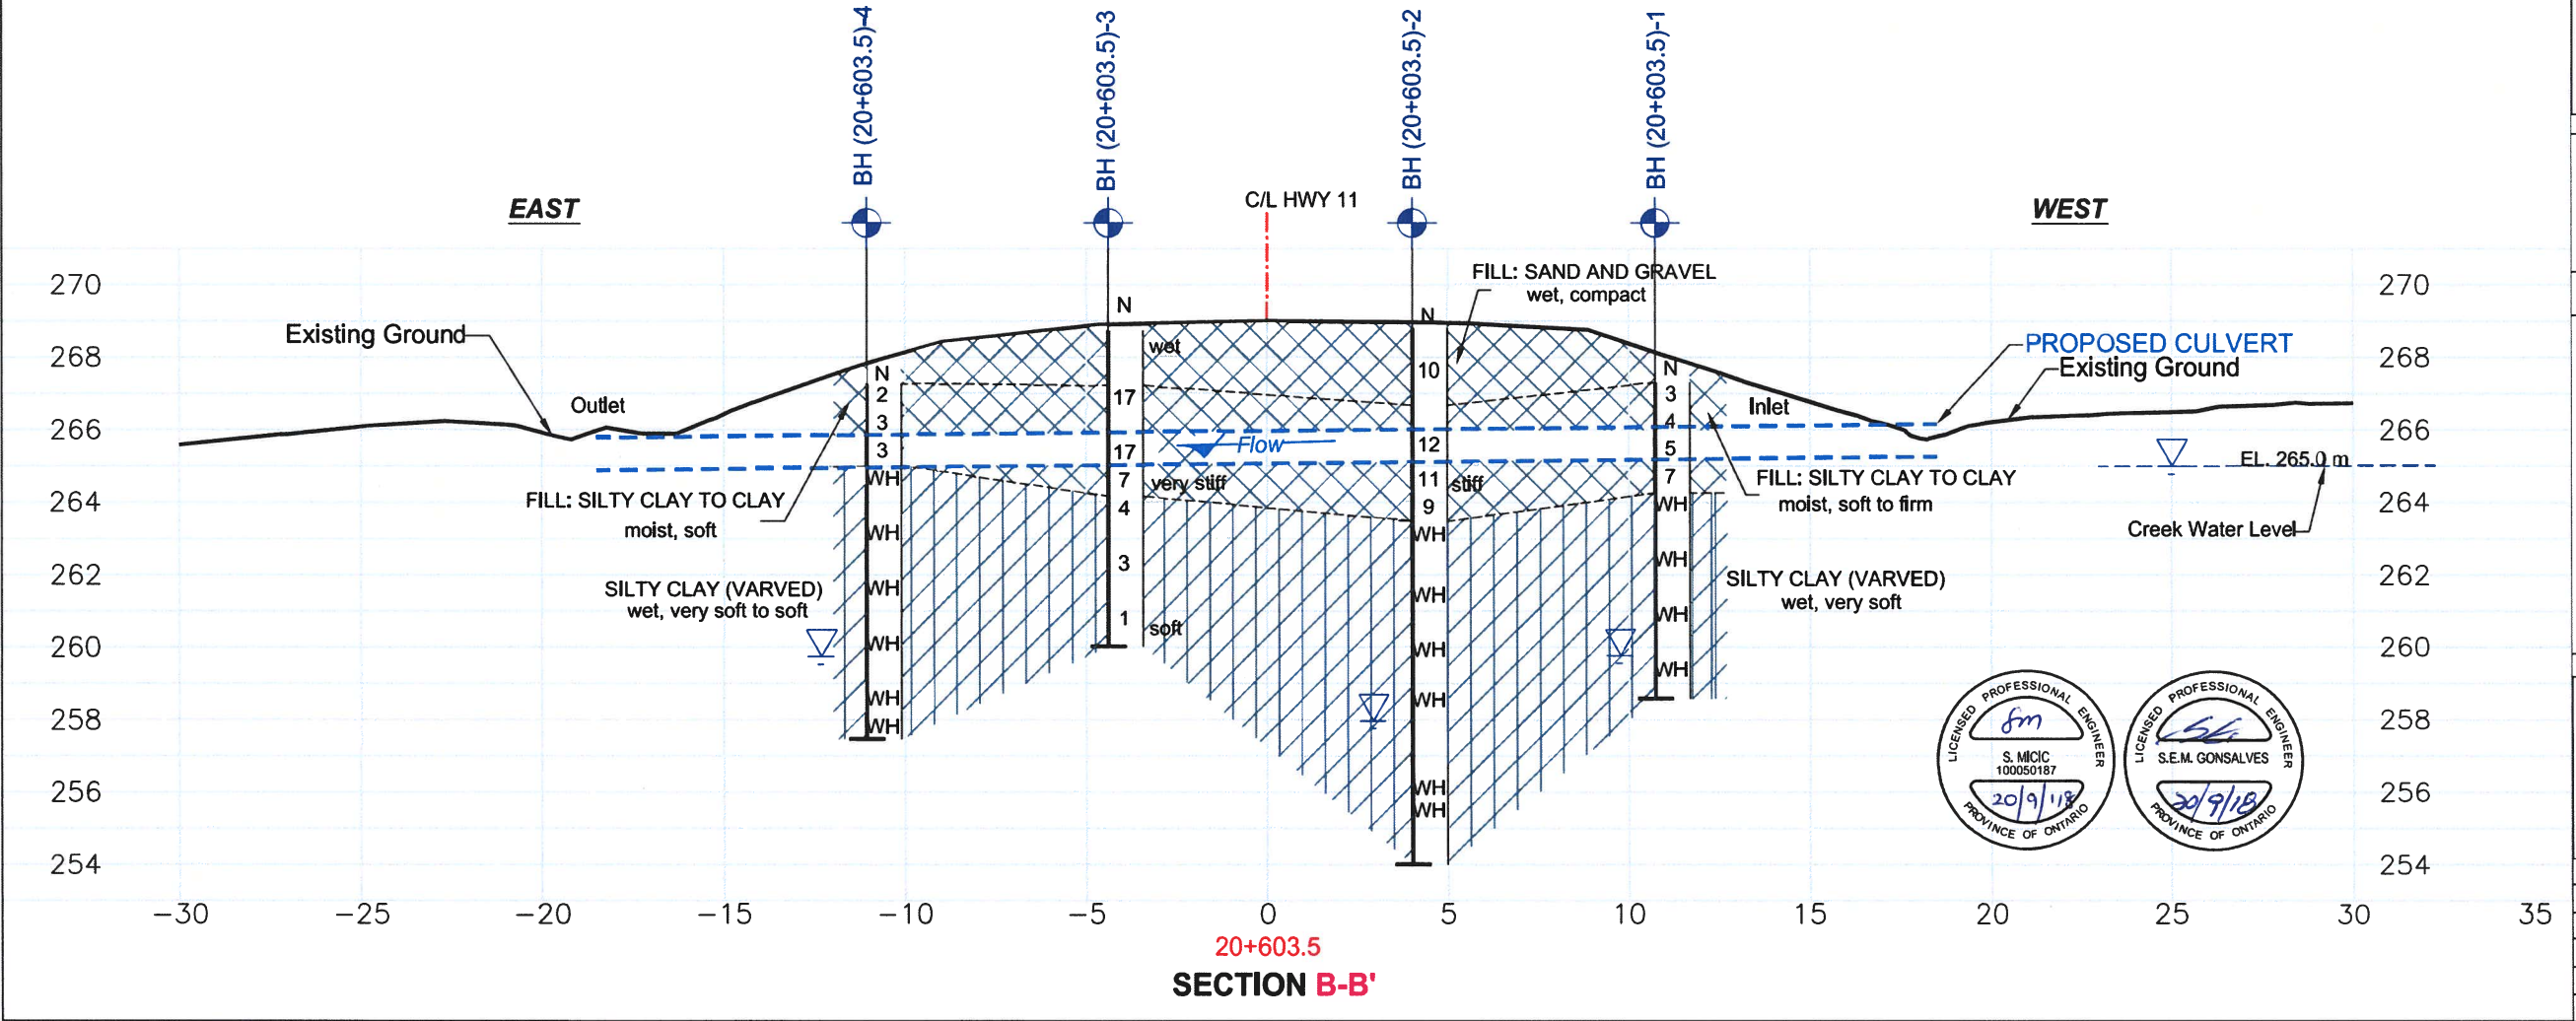 BH (20+603.5)-4
BH (20+603.5)-3
BH (20+603.5)-2
BH (20+603.5)-1
EAST
C/L HWY 11
WEST
FILL: SAND AND GRAVEL
wet, compact
270
270
N
N
Existing Ground
wet
PROPOSED CULVERT
268
268
Existing Ground
N
10
N
2
17
3
Outlet
Inlet
3
4
266
266
Flow
3
17
12
5
EL. 265.0 m
WH
7
very stiff
11
stiff
7
FILL: SILTY CLAY TO CLAY
moist, soft
FILL: SILTY CLAY TO CLAY
moist, soft to firm
264
264
4
9
WH
Creek Water Level
WH
WH
3
WH
262
262
SILTY CLAY (VARVED)
wet, very soft to soft
SILTY CLAY (VARVED)
wet, very soft
WH
WH
1
soft
WH
260
260
WH
WH
WH
WH
WH
258
258
WH
256
256
WH
WH
254
254
LICENSED PROFESSIONAL ENGINEER
S. MICIC
100050187
20/9/18
PROVINCE OF ONTARIO
LICENSED PROFESSIONAL ENGINEER
S.E.M. GONSALVES
20/9/18
PROVINCE OF ONTARIO
-30
-25
-20
-15
-10
-5
0
5
10
15
20
25
30
35
20+603.5
SECTION B-B'